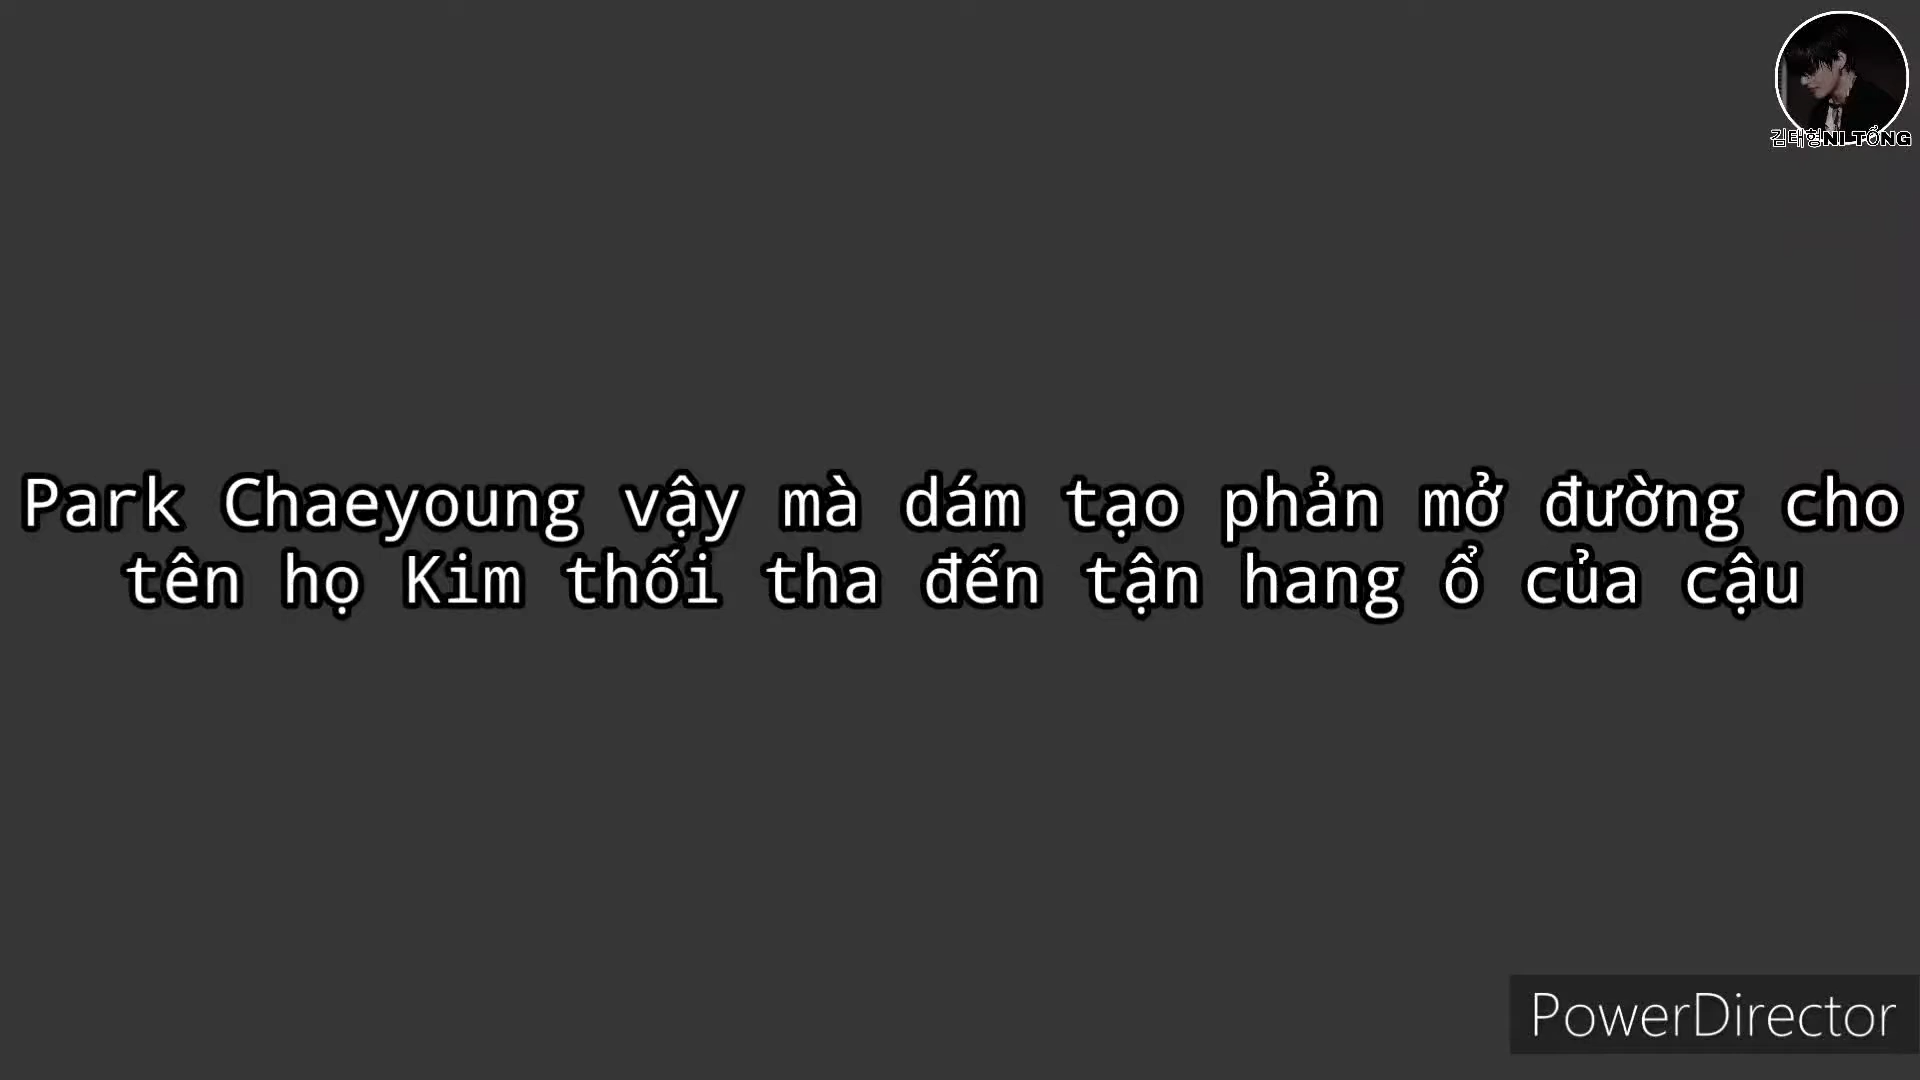 김태형NI TỔNG
Park Chaeyoung vậy mà dám tạo phản mở đường cho
tên họ Kim thối tha đến tận hang ổ của cậu
PowerDirector